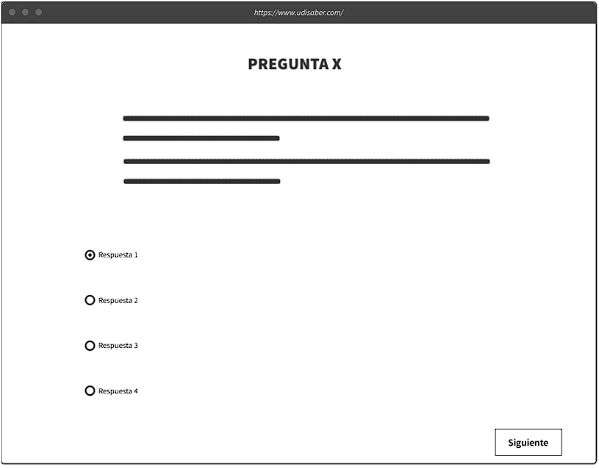 https://www.udisaber.com/
PREGUNTA X
Respuesta 1
Respuesta 2
Respuesta 3
Respuesta 4
Siguiente